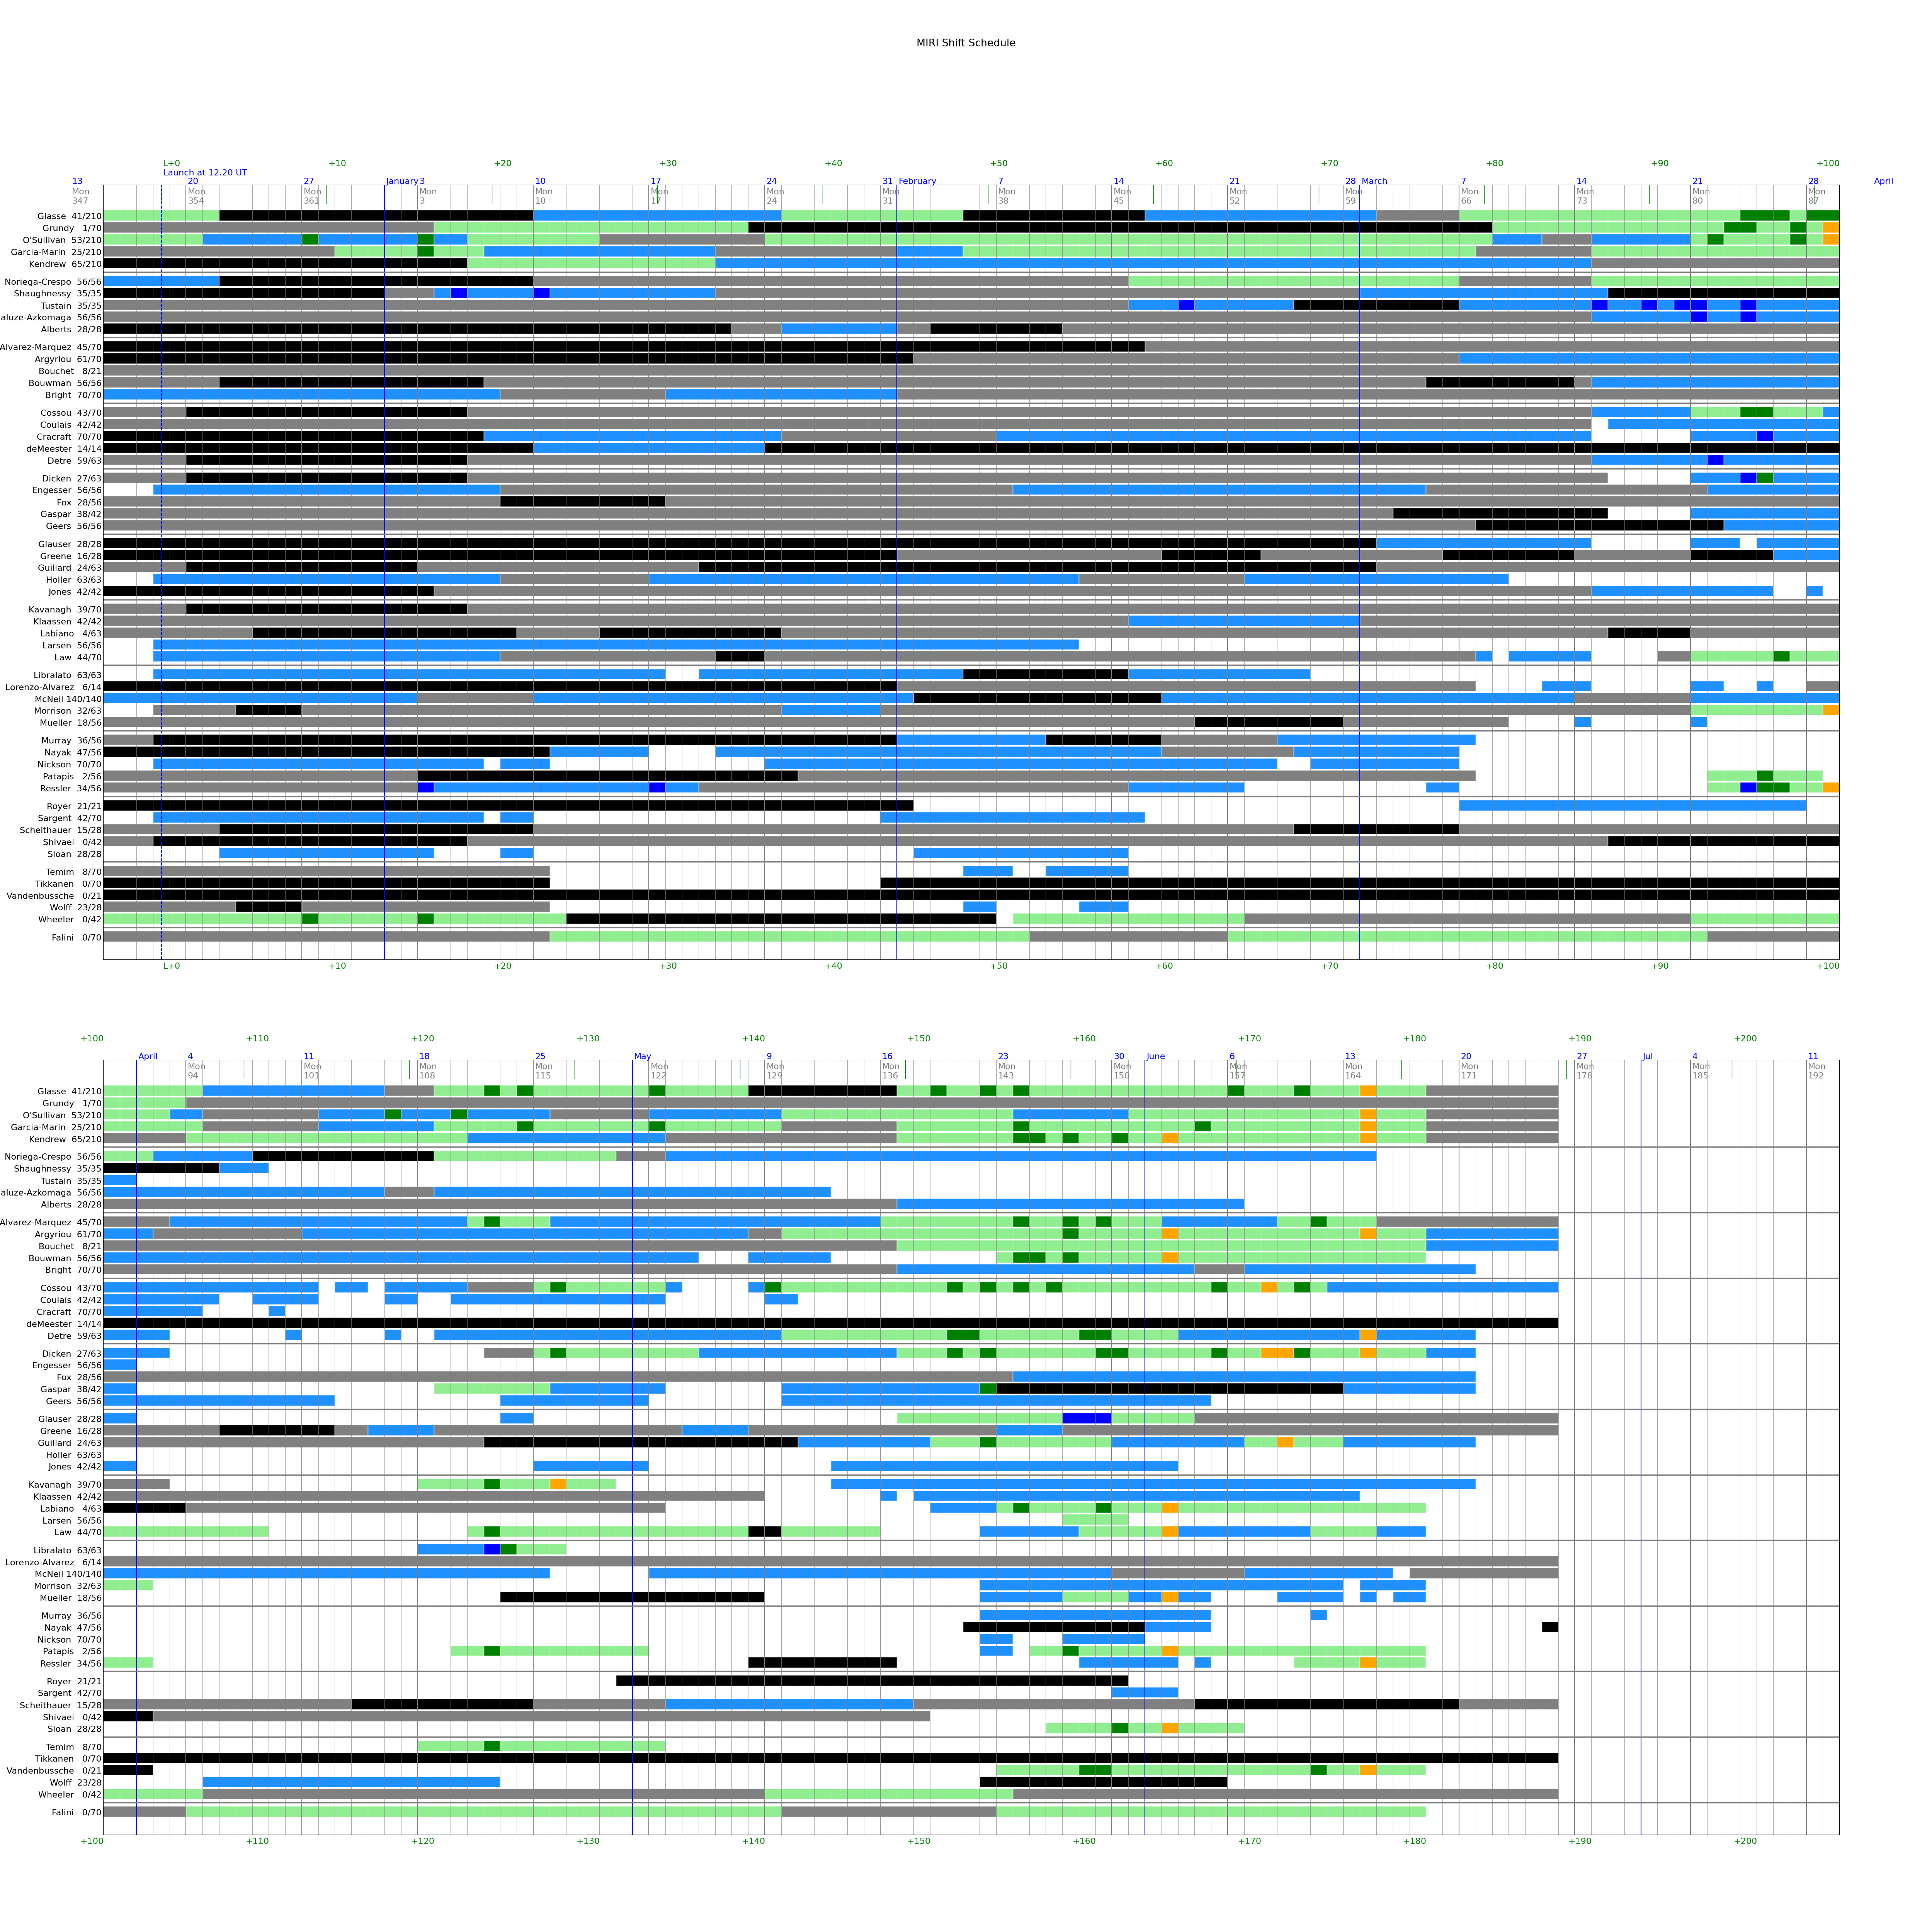 MIRI Shift Schedule
L+0 +10 +20 +30 +40 +50 +60 +70 +80 +90 +100
Launch at 12.20 UT
13 20 27 January 3 10 17 24 31 February 7 14 21 28 March 7 14 21 28 April
Mon Mon Mon Mon Mon Mon Mon Mon Mon Mon Mon Mon Mon Mon Mon Mon
347 354 361 3 10 17 24 31 38 45 52 59 66 73 80 87
Glasse 41/210
Grundy 1/70
O'Sullivan 53/210
Garcia-Marin 25/210
Kendrew 65/210
Noriega-Crespo 56/56
Shaughnessy 35/35
Tustain 35/35
aluze-Azkomaga 56/56
Alberts 28/28
Alvarez-Marquez 45/70
Argyriou 61/70
Bouchet 8/21
Bouwman 56/56
Bright 70/70
Cossou 43/70
Coulais 42/42
Cracraft 70/70
deMeester 14/14
Detre 59/63
Dicken 27/63
Engesser 56/56
Fox 28/56
Gaspar 38/42
Geers 56/56
Glauser 28/28
Greene 16/28
Guillard 24/63
Holler 63/63
Jones 42/42
Kavanagh 39/70
Klaassen 42/42
Labiano 4/63
Larsen 56/56
Law 44/70
Libralato 63/63
Lorenzo-Alvarez 6/14
McNeil 140/140
Morrison 32/63
Mueller 18/56
Murray 36/56
Nayak 47/56
Nickson 70/70
Patapis 2/56
Ressler 34/56
Royer 21/21
Sargent 42/70
Scheithauer 15/28
Shivaei 0/42
Sloan 28/28
Temim 8/70
Tikkanen 0/70
Vandenbussche 0/21
Wolff 23/28
Wheeler 0/42
Falini 0/70
L+0 +10 +20 +30 +40 +50 +60 +70 +80 +90 +100
+100 +110 +120 +130 +140 +150 +160 +170 +180 +190 +200
April 4 11 18 25 May 9 16 23 30 June 6 13 20 27 Jul 4 11
Mon Mon Mon Mon Mon Mon Mon Mon Mon Mon Mon Mon Mon Mon Mon
94 101 108 115 122 129 136 143 150 157 164 171 178 185 192
Glasse 41/210
Grundy 1/70
O'Sullivan 53/210
Garcia-Marin 25/210
Kendrew 65/210
Noriega-Crespo 56/56
Shaughnessy 35/35
Tustain 35/35
aluze-Azkomaga 56/56
Alberts 28/28
Alvarez-Marquez 45/70
Argyriou 61/70
Bouchet 8/21
Bouwman 56/56
Bright 70/70
Cossou 43/70
Coulais 42/42
Cracraft 70/70
deMeester 14/14
Detre 59/63
Dicken 27/63
Engesser 56/56
Fox 28/56
Gaspar 38/42
Geers 56/56
Glauser 28/28
Greene 16/28
Guillard 24/63
Holler 63/63
Jones 42/42
Kavanagh 39/70
Klaassen 42/42
Labiano 4/63
Larsen 56/56
Law 44/70
Libralato 63/63
Lorenzo-Alvarez 6/14
McNeil 140/140
Morrison 32/63
Mueller 18/56
Murray 36/56
Nayak 47/56
Nickson 70/70
Patapis 2/56
Ressler 34/56
Royer 21/21
Sargent 42/70
Scheithauer 15/28
Shivaei 0/42
Sloan 28/28
Temim 8/70
Tikkanen 0/70
Vandenbussche 0/21
Wolff 23/28
Wheeler 0/42
Falini 0/70
+100 +110 +120 +130 +140 +150 +160 +170 +180 +190 +200